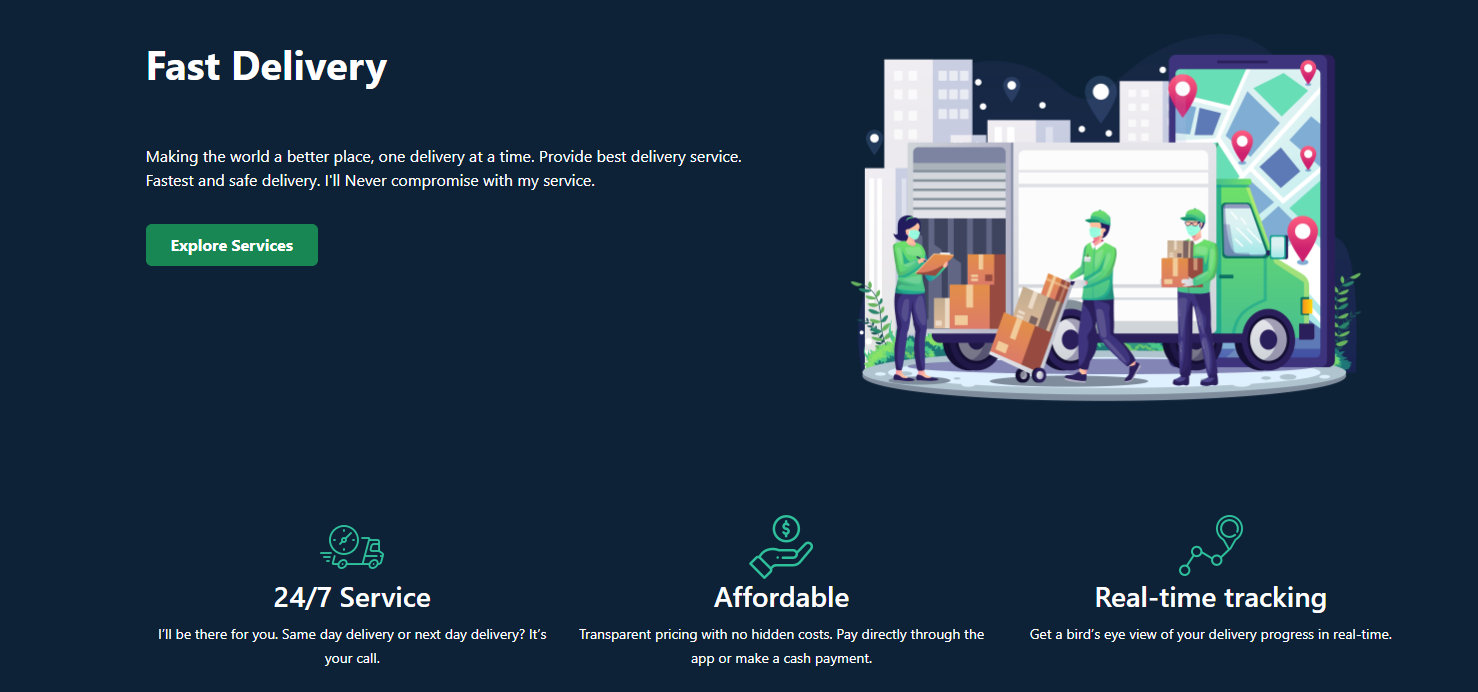 Fast Delivery
Making the world a better place, one delivery at a time. Provide best delivery service.
Fastest and safe delivery. I'll Never compromise with my service.
Explore Services
24/7 Service
I’ll be there for you. Same day delivery or next day delivery? It’s
your call.
Affordable
Transparent pricing with no hidden costs. Pay directly through the
app or make a cash payment.
Real-time tracking
Get a bird’s eye view of your delivery progress in real-time.